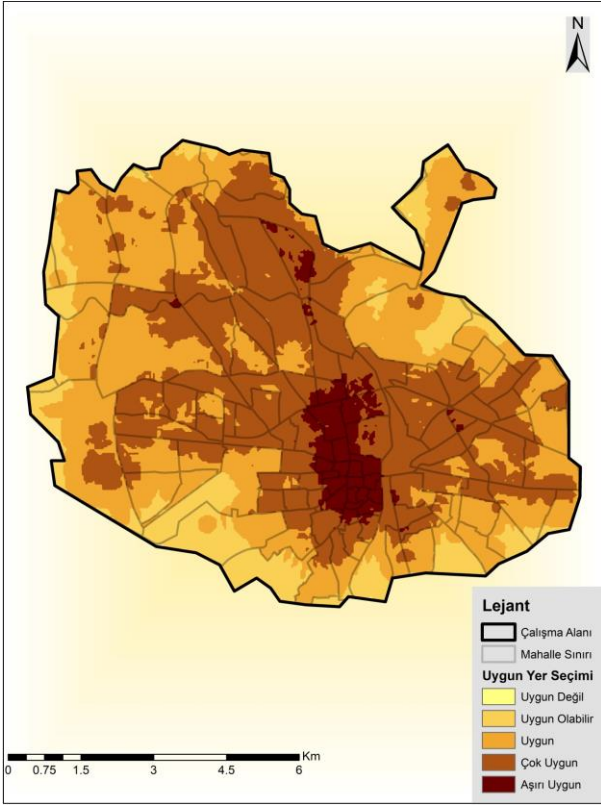 N
Lejant
Çalışma Alanı
Mahalle Sınırı
Uygun Yer Seçimi
Uygun Değil
Uygun Olabilir
Uygun
Çok Uygun
Aşırı Uygun
Km
0 0.75 1.5 3 4.5 6